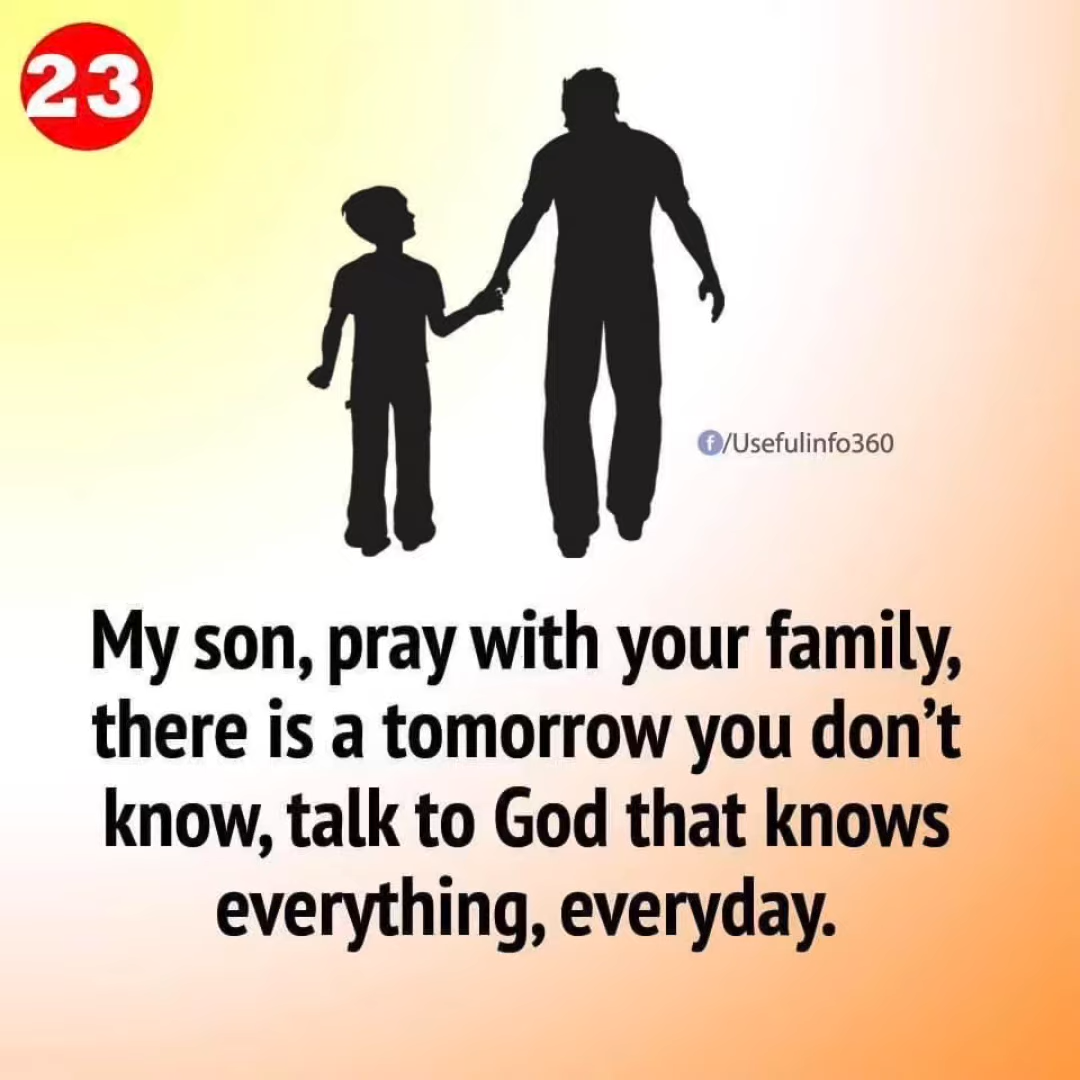 23
f/Usefulinfo360
My son, pray with your family,
there is a tomorrow you don’t
know, talk to God that knows
everything, everyday.